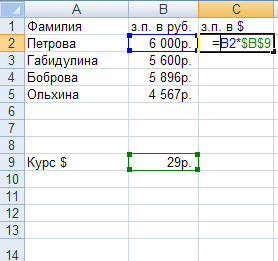 A B C
1 Фамилия з.п. в руб. з.п. в $
2 Петрова 6 000р. =B2*$B$9
3 Габидулина 5 600р.
4 Боброва 5 896р.
5 Ольхина 4 567р.
6
7
8
9 Курс $ 29р.
10
11
12
13
14